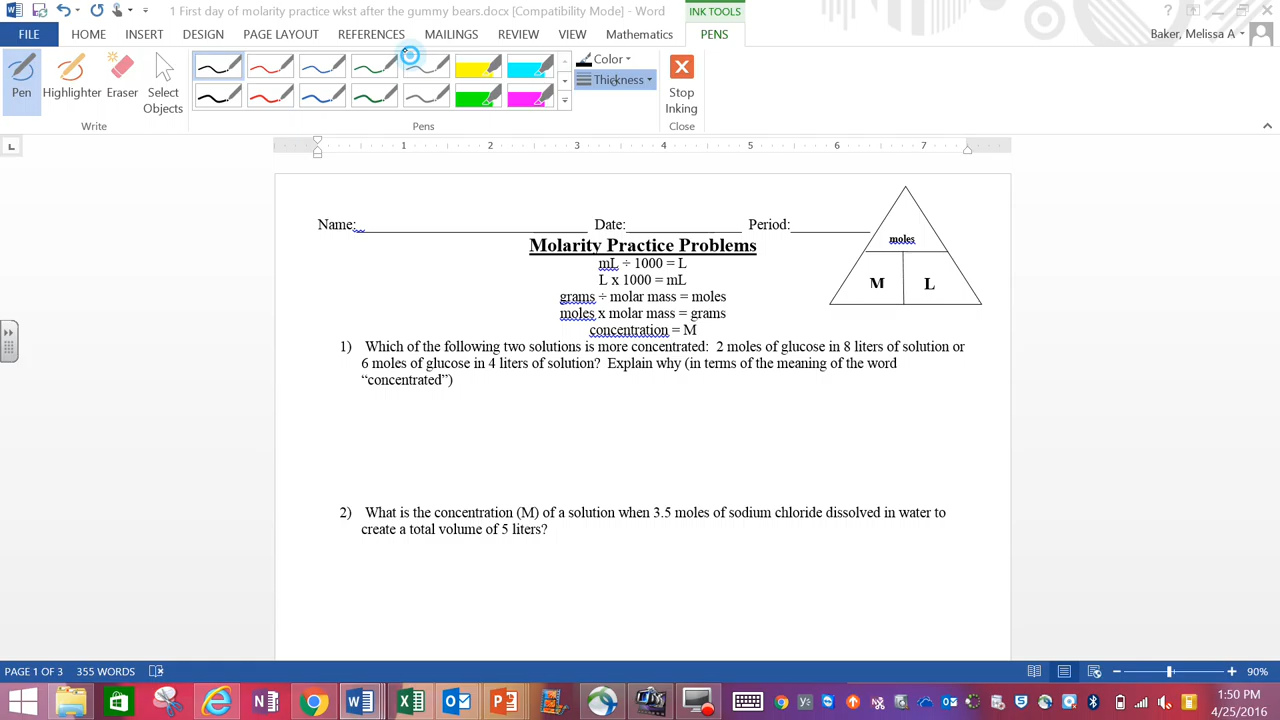 1 First day of molarity practice wkst after the gummy bears.docx [Compatibility Mode] - Word
INK TOOLS
FILE HOME INSERT DESIGN PAGE LAYOUT REFERENCES MAILINGS REVIEW VIEW Mathematics PENS Baker, Melissa A
Pen
Highlighter
Eraser
Select
Objects
Color
Thickness
Stop
Inking
Write
Pens
Close
1 2 3 4 5 6 7
Name: Date: Period:
Molarity Practice Problems
mL ÷ 1000 = L
L x 1000 = mL
grams ÷ molar mass = moles
moles x molar mass = grams
concentration = M
moles
M L
1) Which of the following two solutions is more concentrated: 2 moles of glucose in 8 liters of solution or
6 moles of glucose in 4 liters of solution? Explain why (in terms of the meaning of the word
“concentrated”)
2) What is the concentration (M) of a solution when 3.5 moles of sodium chloride dissolved in water to
create a total volume of 5 liters?
PAGE 1 OF 3 355 WORDS 90%
1:50 PM
4/25/2016